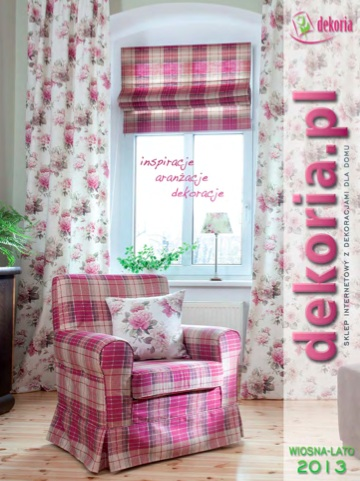 dekoria
inspiracje
aranżacje
dekoracje
dekoria.pl
SKLEP INTERNETOWY Z DEKORACJAMI DLA DOMU
WIOSNA-LATO
2013